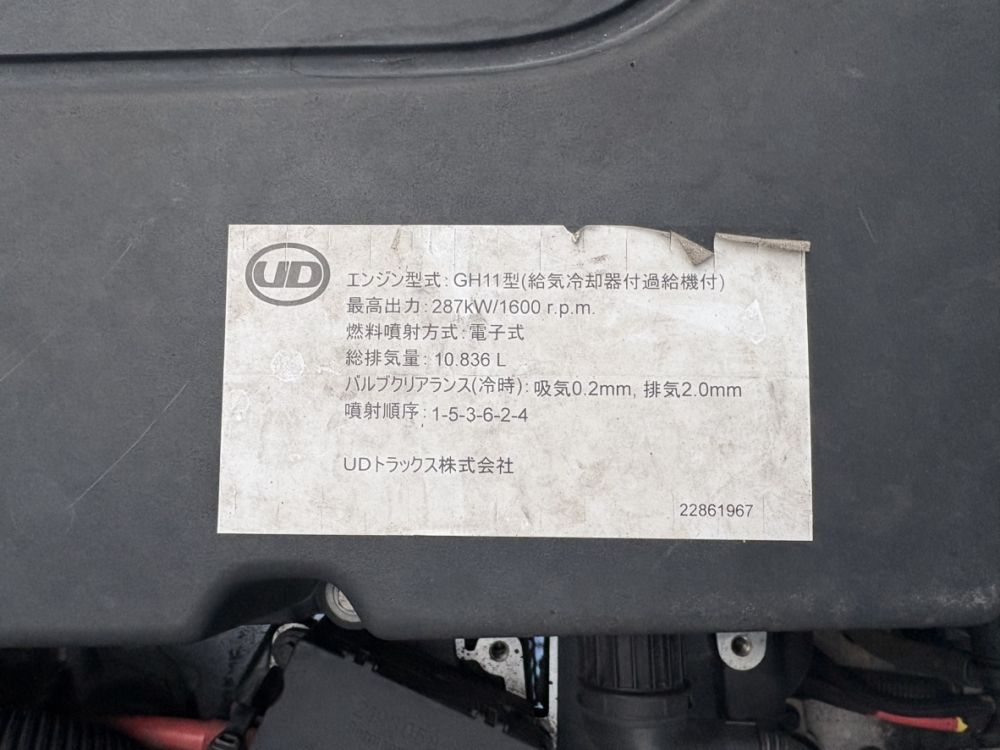 UD
エンジン型式: GH11型(給気冷却器付過給機付)
最高出力: 287kW/1600 r.p.m.
燃料噴射方式: 電子式
総排気量: 10.836 L
バルブクリアランス(冷時): 吸気0.2mm, 排気2.0mm
噴射順序: 1-5-3-6-2-4
UDトラックス株式会社
22861967